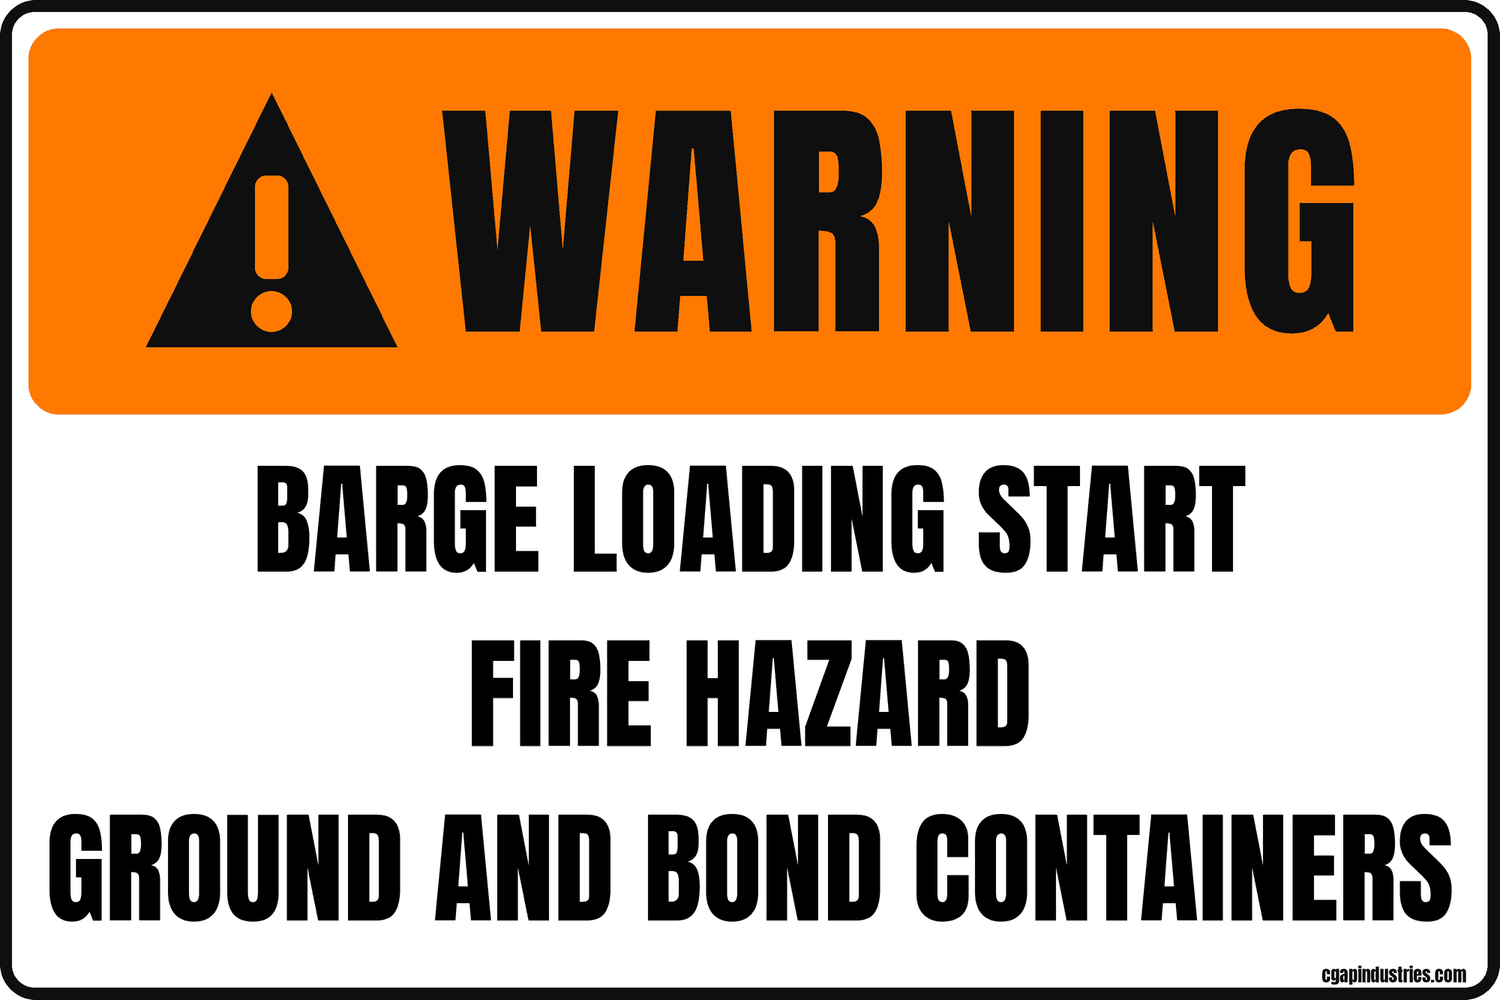 WARNING
BARGE LOADING START
FIRE HAZARD
GROUND AND BOND CONTAINERS
cgapindustries.com